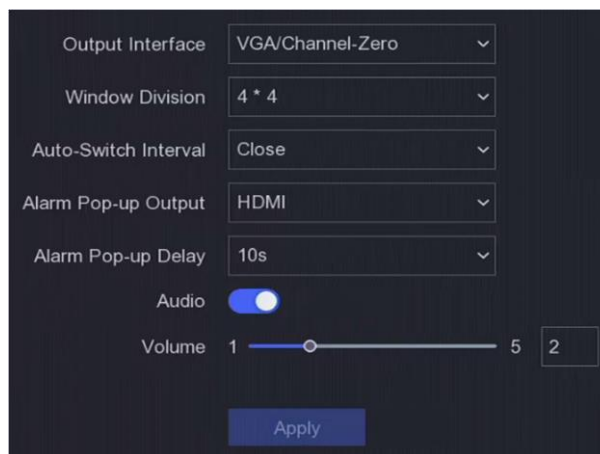 Output Interface VGA/Channel-Zero
Window Division 4 * 4
Auto-Switch Interval Close
Alarm Pop-up Output HDMI
Alarm Pop-up Delay 10s
Audio
Volume 1 5 2
Apply